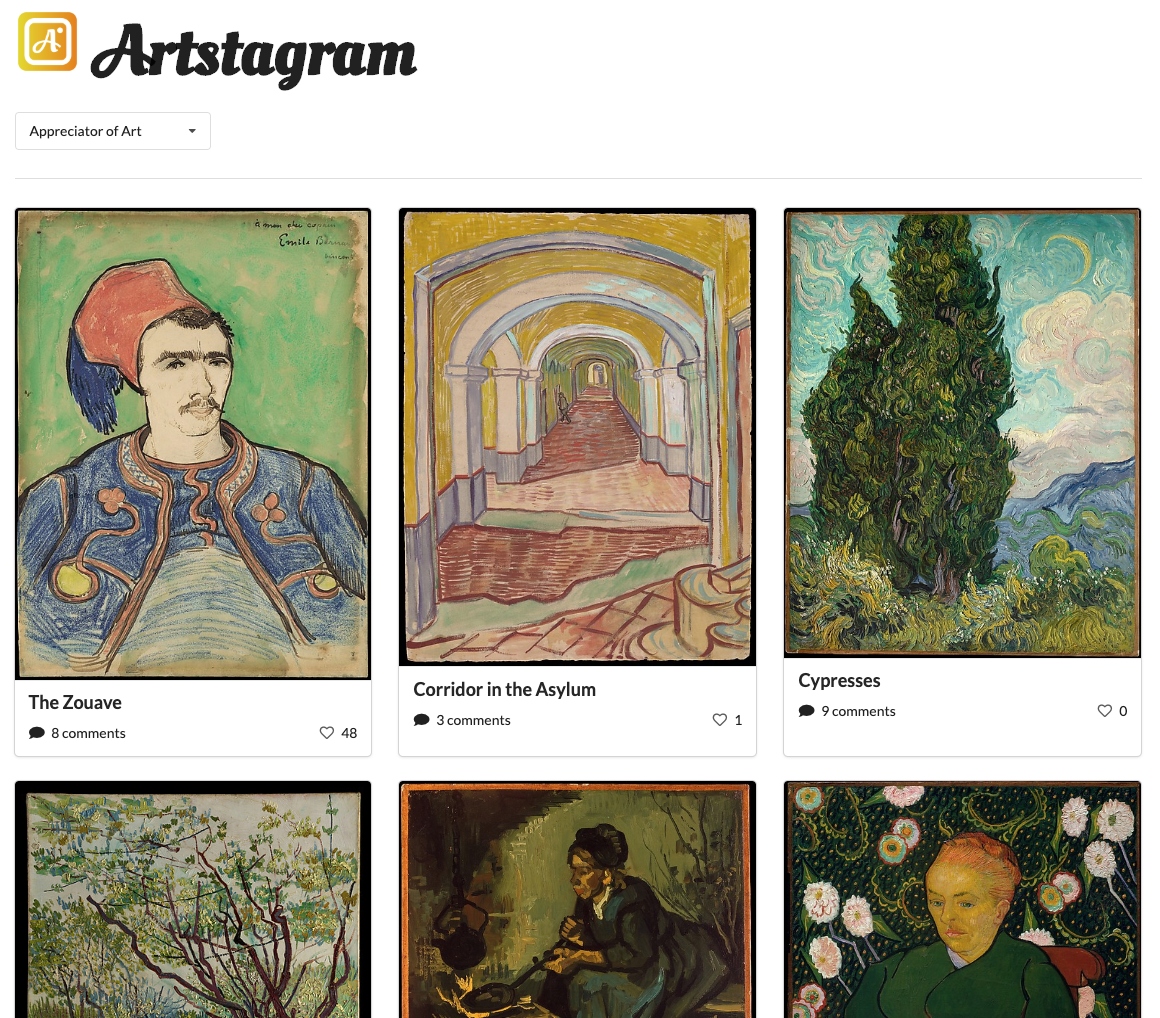 Artstagram
Appreciator of Art
à mon cher copain
Emile Bernard
Vincent
The Zouave
8 comments
48
Corridor in the Asylum
3 comments
1
Cypresses
9 comments
0